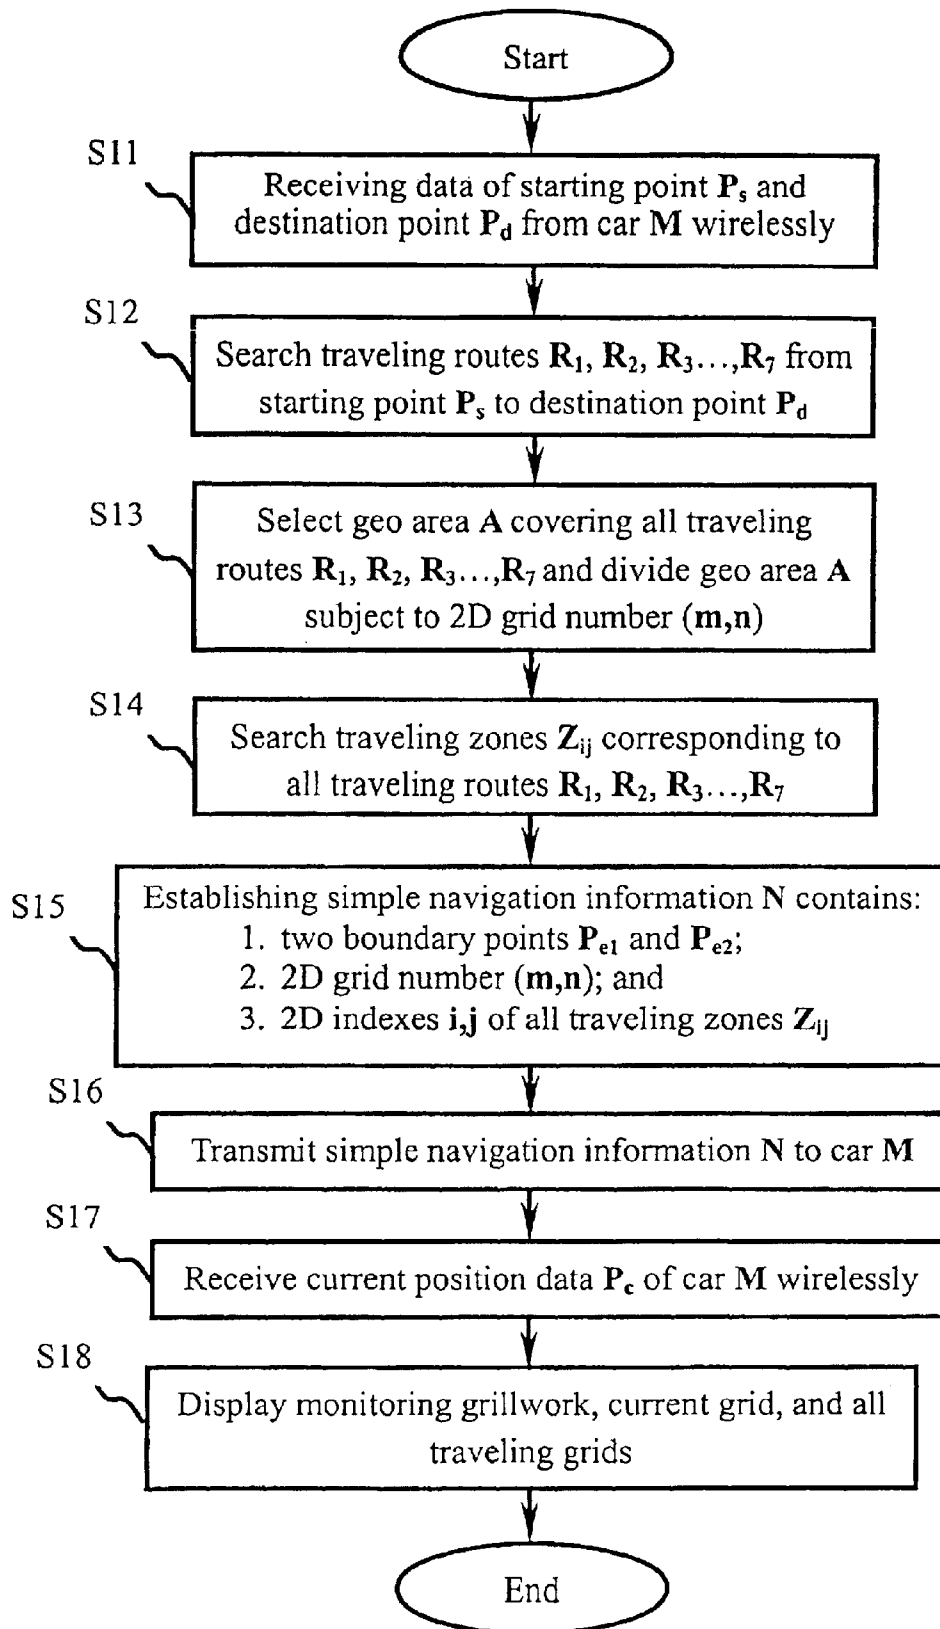 Start
S11
Receiving data of starting point Ps and
destination point Pd from car M wirelessly
S12
Search traveling routes R1, R2, R3...,R7 from
starting point Ps to destination point Pd
S13
Select geo area A covering all traveling
routes R1, R2, R3...,R7 and divide geo area A
subject to 2D grid number (m,n)
S14
Search traveling zones Zij corresponding to
all traveling routes R1, R2, R3...,R7
S15
Establishing simple navigation information N contains:
1. two boundary points Pe1 and Pe2;
2. 2D grid number (m,n); and
3. 2D indexes i,j of all traveling zones Zij
S16
Transmit simple navigation information N to car M
S17
Receive current position data Pc of car M wirelessly
S18
Display monitoring grillwork, current grid, and all
traveling grids
End